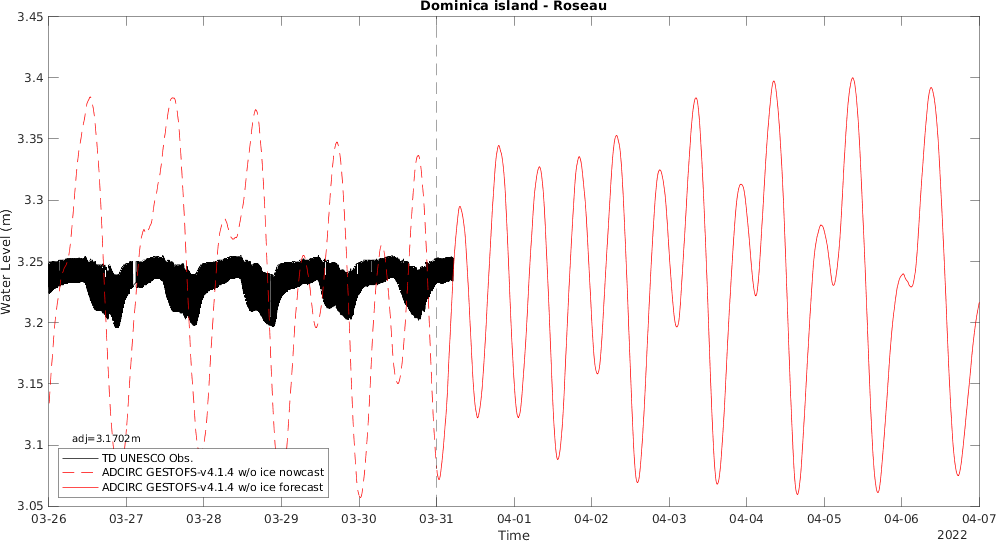 Dominica island - Roseau
3.45
3.4
3.35
3.3
3.25
3.2
3.15
3.1
3.05
Water Level (m)
adj=3.1702m
TD UNESCO Obs.
ADCIRC GESTOFS-v4.1.4 w/o ice nowcast
ADCIRC GESTOFS-v4.1.4 w/o ice forecast
03-26 03-27 03-28 03-29 03-30 03-31 04-01 04-02 04-03 04-04 04-05 04-06 04-07
Time
2022